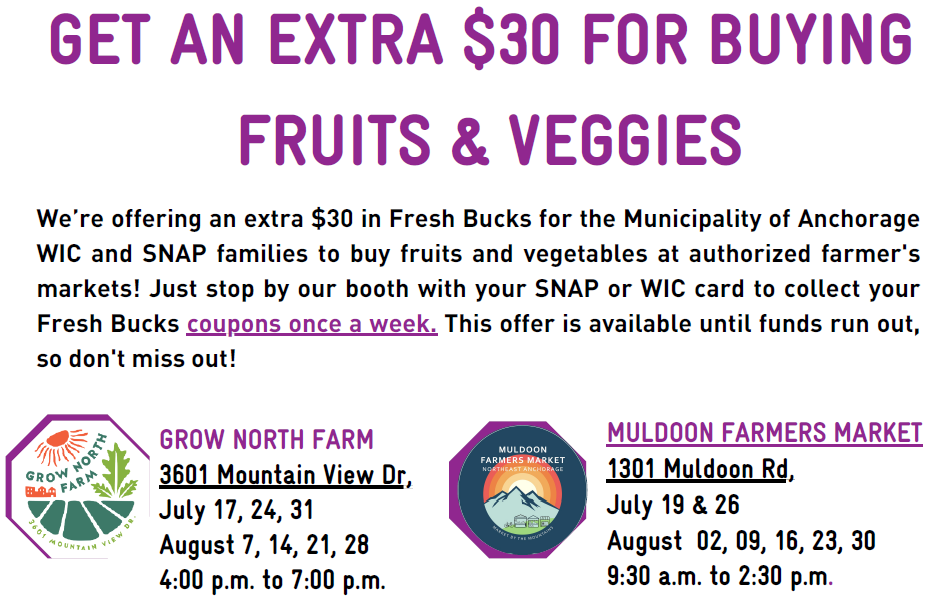 GET AN EXTRA $30 FOR BUYING
FRUITS & VEGGIES
We’re offering an extra $30 in Fresh Bucks for the Municipality of Anchorage
WIC and SNAP families to buy fruits and vegetables at authorized farmer's
markets! Just stop by our booth with your SNAP or WIC card to collect your
Fresh Bucks coupons once a week. This offer is available until funds run out,
so don't miss out!
GROW NORTH
FARM
3601 MOUNTAIN VIEW DR.
GROW NORTH FARM
3601 Mountain View Dr,
July 17, 24, 31
August 7, 14, 21, 28
4:00 p.m. to 7:00 p.m.
MULDOON
FARMERS MARKET
NORTHEAST ANCHORAGE
MARKET BY THE MOUNTAINS
MULDOON FARMERS MARKET
1301 Muldoon Rd,
July 19 & 26
August  02, 09, 16, 23, 30
9:30 a.m. to 2:30 p.m.